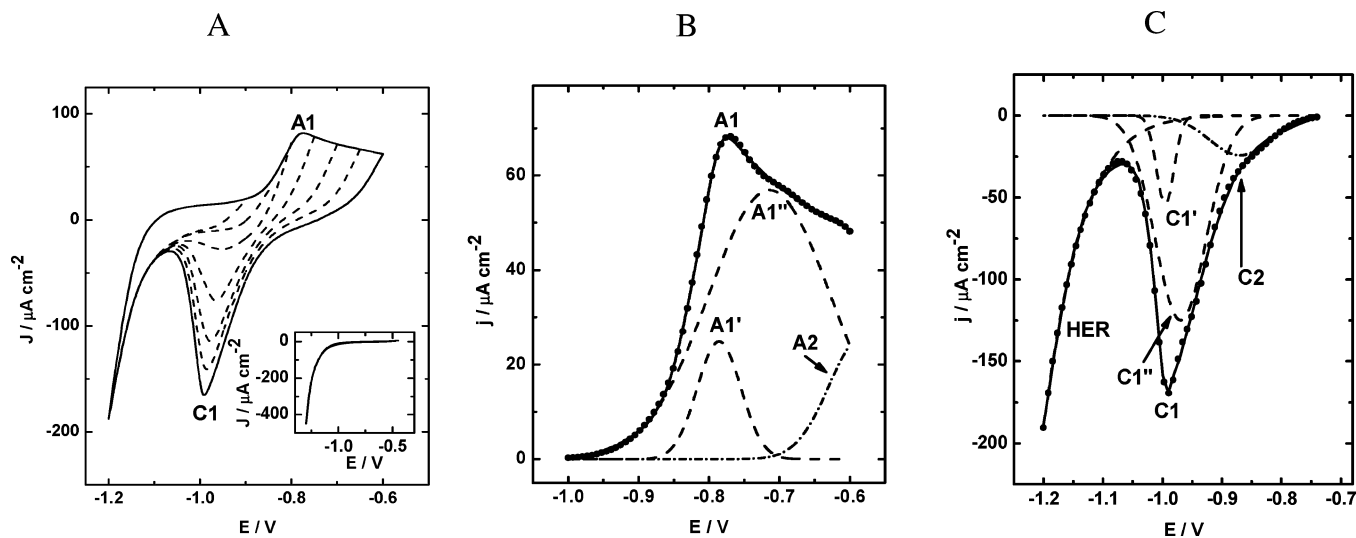 A
B
C
100
0
-100
-200
J / μA cm-2
-1.2
-1.0
-0.8
-0.6
E / V
A1
C1
0
-200
-400
J / μA cm-2
-1.0
-0.5
E / V
60
40
20
0
j / μA cm-2
-1.0
-0.9
-0.8
-0.7
-0.6
E / V
A1
A1''
A1'
A2
0
-50
-100
-150
-200
j / μA cm-2
-1.2
-1.1
-1.0
-0.9
-0.8
E / V
C1'
C2
HER
C1''
C1